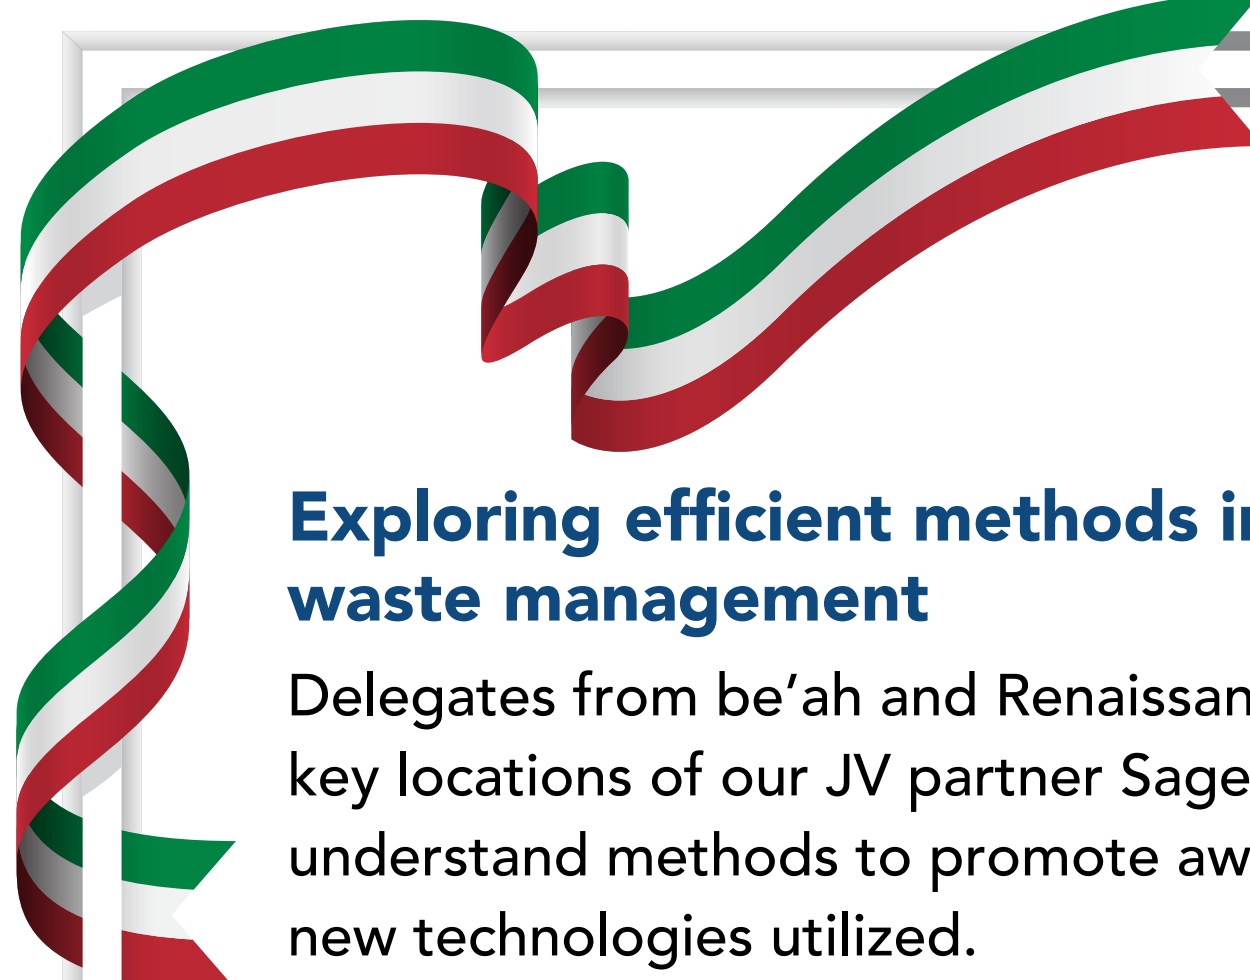 Exploring efficient methods in
waste management
Delegates from be’ah and Renaissan
key locations of our JV partner Sage
understand methods to promote aw
new technologies utilized.